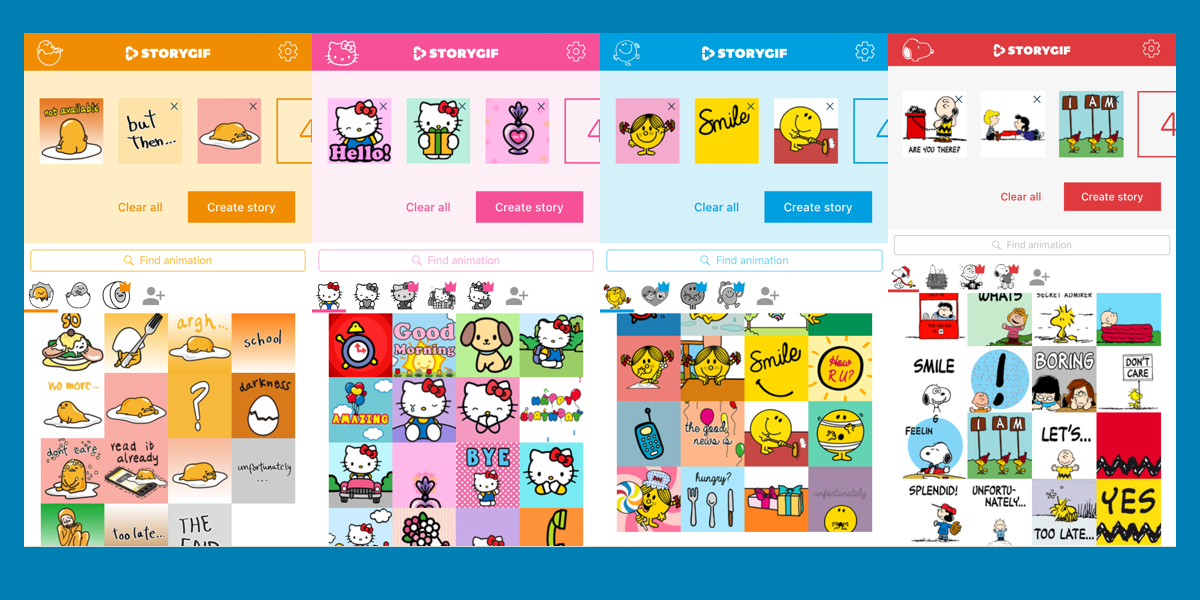 STORYGIF
not available
but
then...
4
Clear all
Create story
Find animation
SO
argh...
school
no more..
?
darkness
dont care..
read it
already
unfortunately
...
too late...
THE
END
STORYGIF
Hello!
4
Clear all
Create story
Find animation
Good
Morning
AMAZING
HAPPY
BIRTHDAY
BYE
STORYGIF
Smile
4
Clear all
Create story
Find animation
Smile
How
R U?
the good
news is
hungry?
unfortunately
STORYGIF
ARE YOU THERE?
I AM
4
Clear all
Create story
Find animation
WHAT'S
SECRET ADMIRER
SMILE
!
BORING
DON'T
CARE
FEELIN
I AM
LET'S...
SPLENDID!
UNFORTU-
NATELY...
TOO LATE...
YES